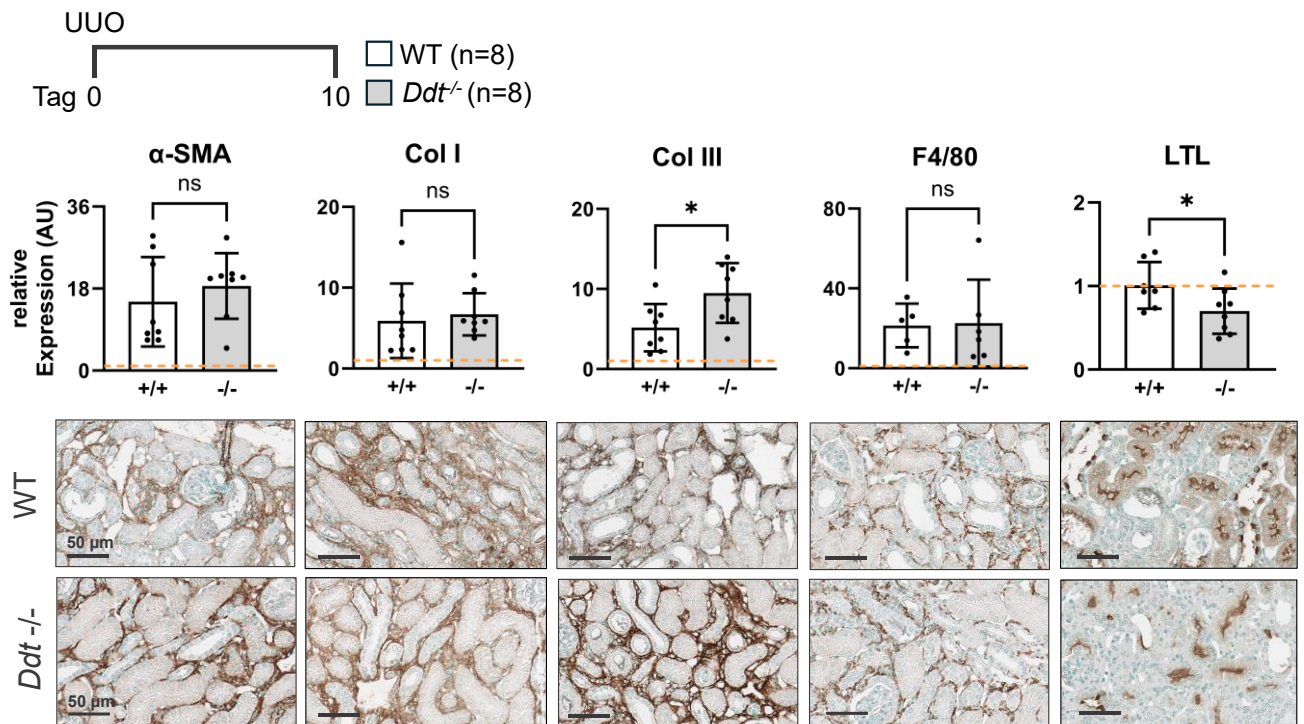 UUO
Tag 0 10
WT (n=8)
Ddt-/- (n=8)
α-SMA
Col I
Col III
F4/80
LTL
relative
Expression (AU)
ns
36
18
0
+/+ -/-
ns
20
10
0
+/+ -/-
*
20
10
0
+/+ -/-
ns
80
40
0
+/+ -/-
*
2
1
0
+/+ -/-
WT
50 µm
Ddt -/-
50 µm